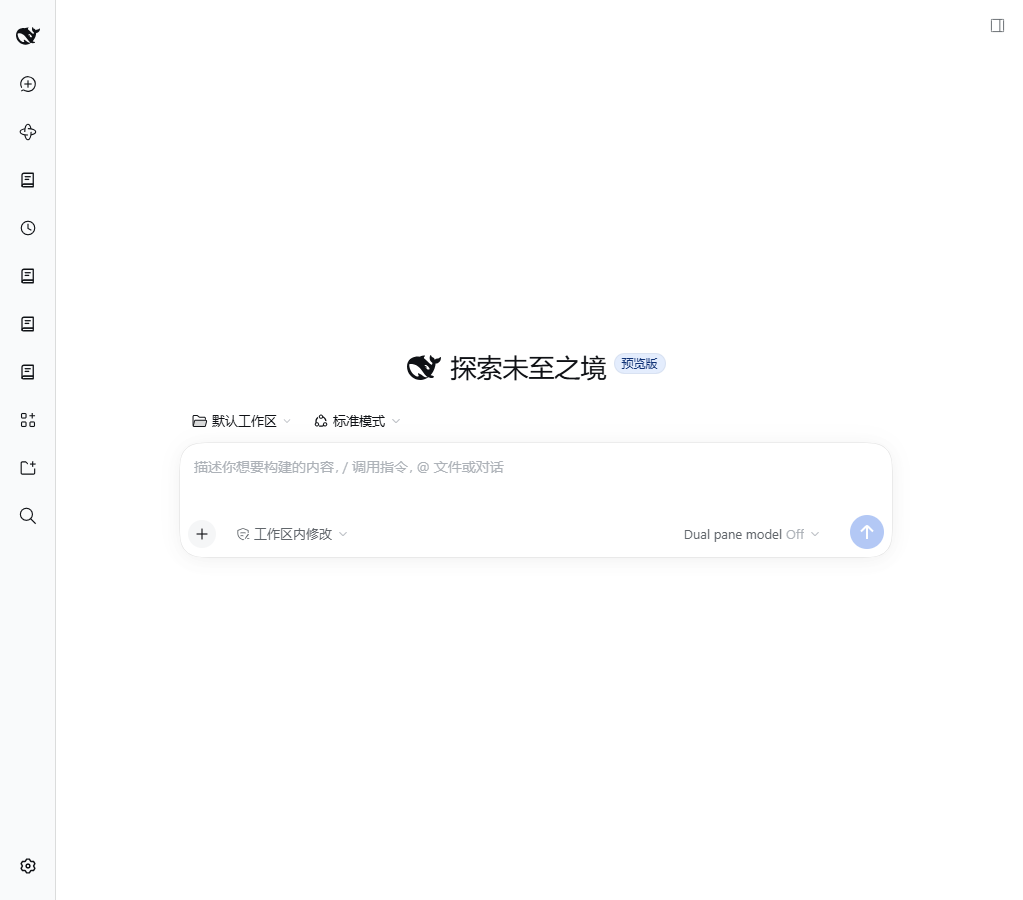 探索未至之境 预览版
默认工作区 标准模式
描述你想要构建的内容, / 调用指令, @ 文件或对话
工作区内修改 Dual pane model Off